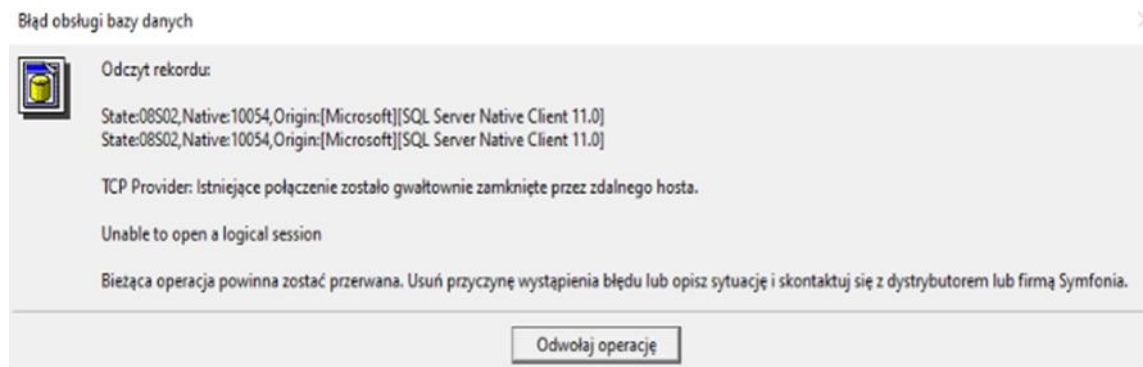 Błąd obsługi bazy danych
Odczyt rekordu:
State:08S02,Native:10054,Origin:[Microsoft][SQL Server Native Client 11.0]
State:08S02,Native:10054,Origin:[Microsoft][SQL Server Native Client 11.0]
TCP Provider: Istniejące połączenie zostało gwałtownie zamknięte przez zdalnego hosta.
Unable to open a logical session
Bieżąca operacja powinna zostać przerwana. Usuń przyczynę wystąpienia błędu lub opisz sytuację i skontaktuj się z dystrybutorem lub firmą Symfonia.
Odwołaj operację